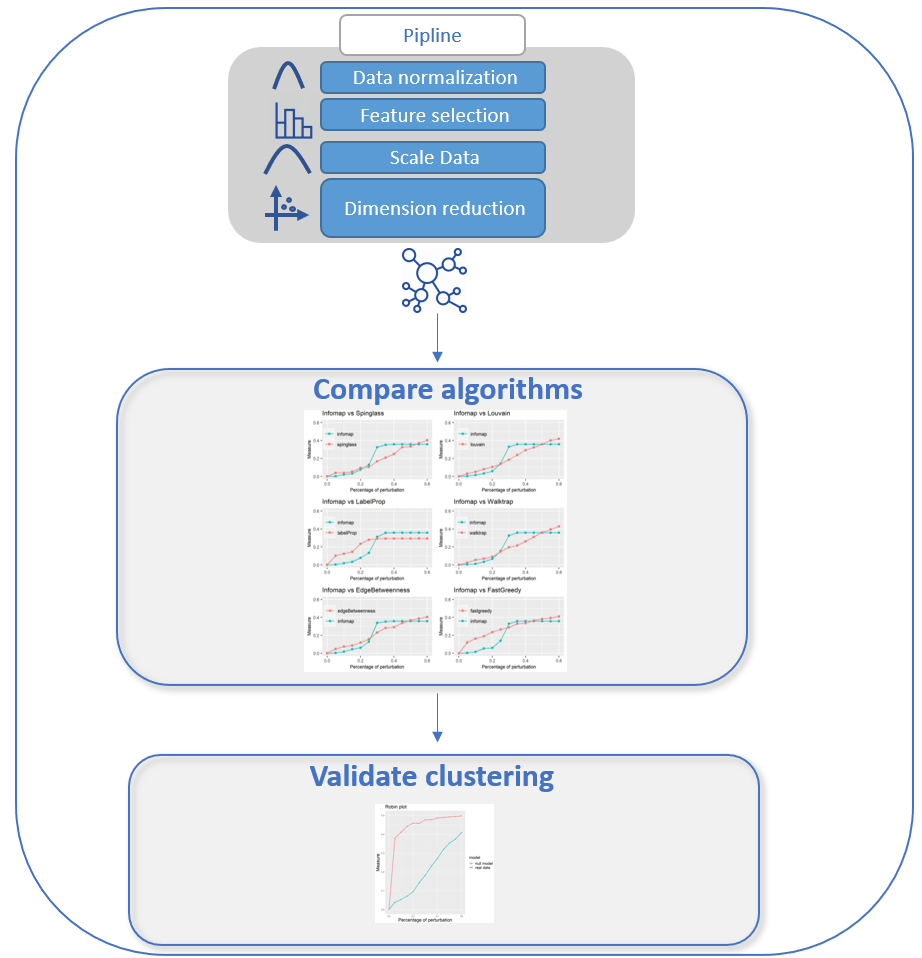 Pipline
Data normalization
Feature selection
Scale Data
Dimension reduction
Compare algorithms
Infomap vs Spinglass
Infomap vs Louvain
0.6
0.4
0.2
0.0
Measure
infomap
spinglass
0.0 0.2 0.4 0.6
Percentage of perturbation
0.6
0.4
0.2
0.0
Measure
infomap
louvain
0.0 0.2 0.4 0.6
Percentage of perturbation
Infomap vs LabelProp
Infomap vs Walktrap
0.6
0.4
0.2
0.0
Measure
infomap
labelProp
0.0 0.2 0.4 0.6
Percentage of perturbation
0.6
0.4
0.2
0.0
Measure
infomap
walktrap
0.0 0.2 0.4 0.6
Percentage of perturbation
Infomap vs EdgeBetweenness
Infomap vs FastGreedy
0.6
0.4
0.2
0.0
Measure
edgeBetweenness
infomap
0.0 0.2 0.4 0.6
Percentage of perturbation
0.6
0.4
0.2
0.0
Measure
fastgreedy
infomap
0.0 0.2 0.4 0.6
Percentage of perturbation
Validate clustering
Robin plot
Measure
model
null model
real data
Percentage of perturbation